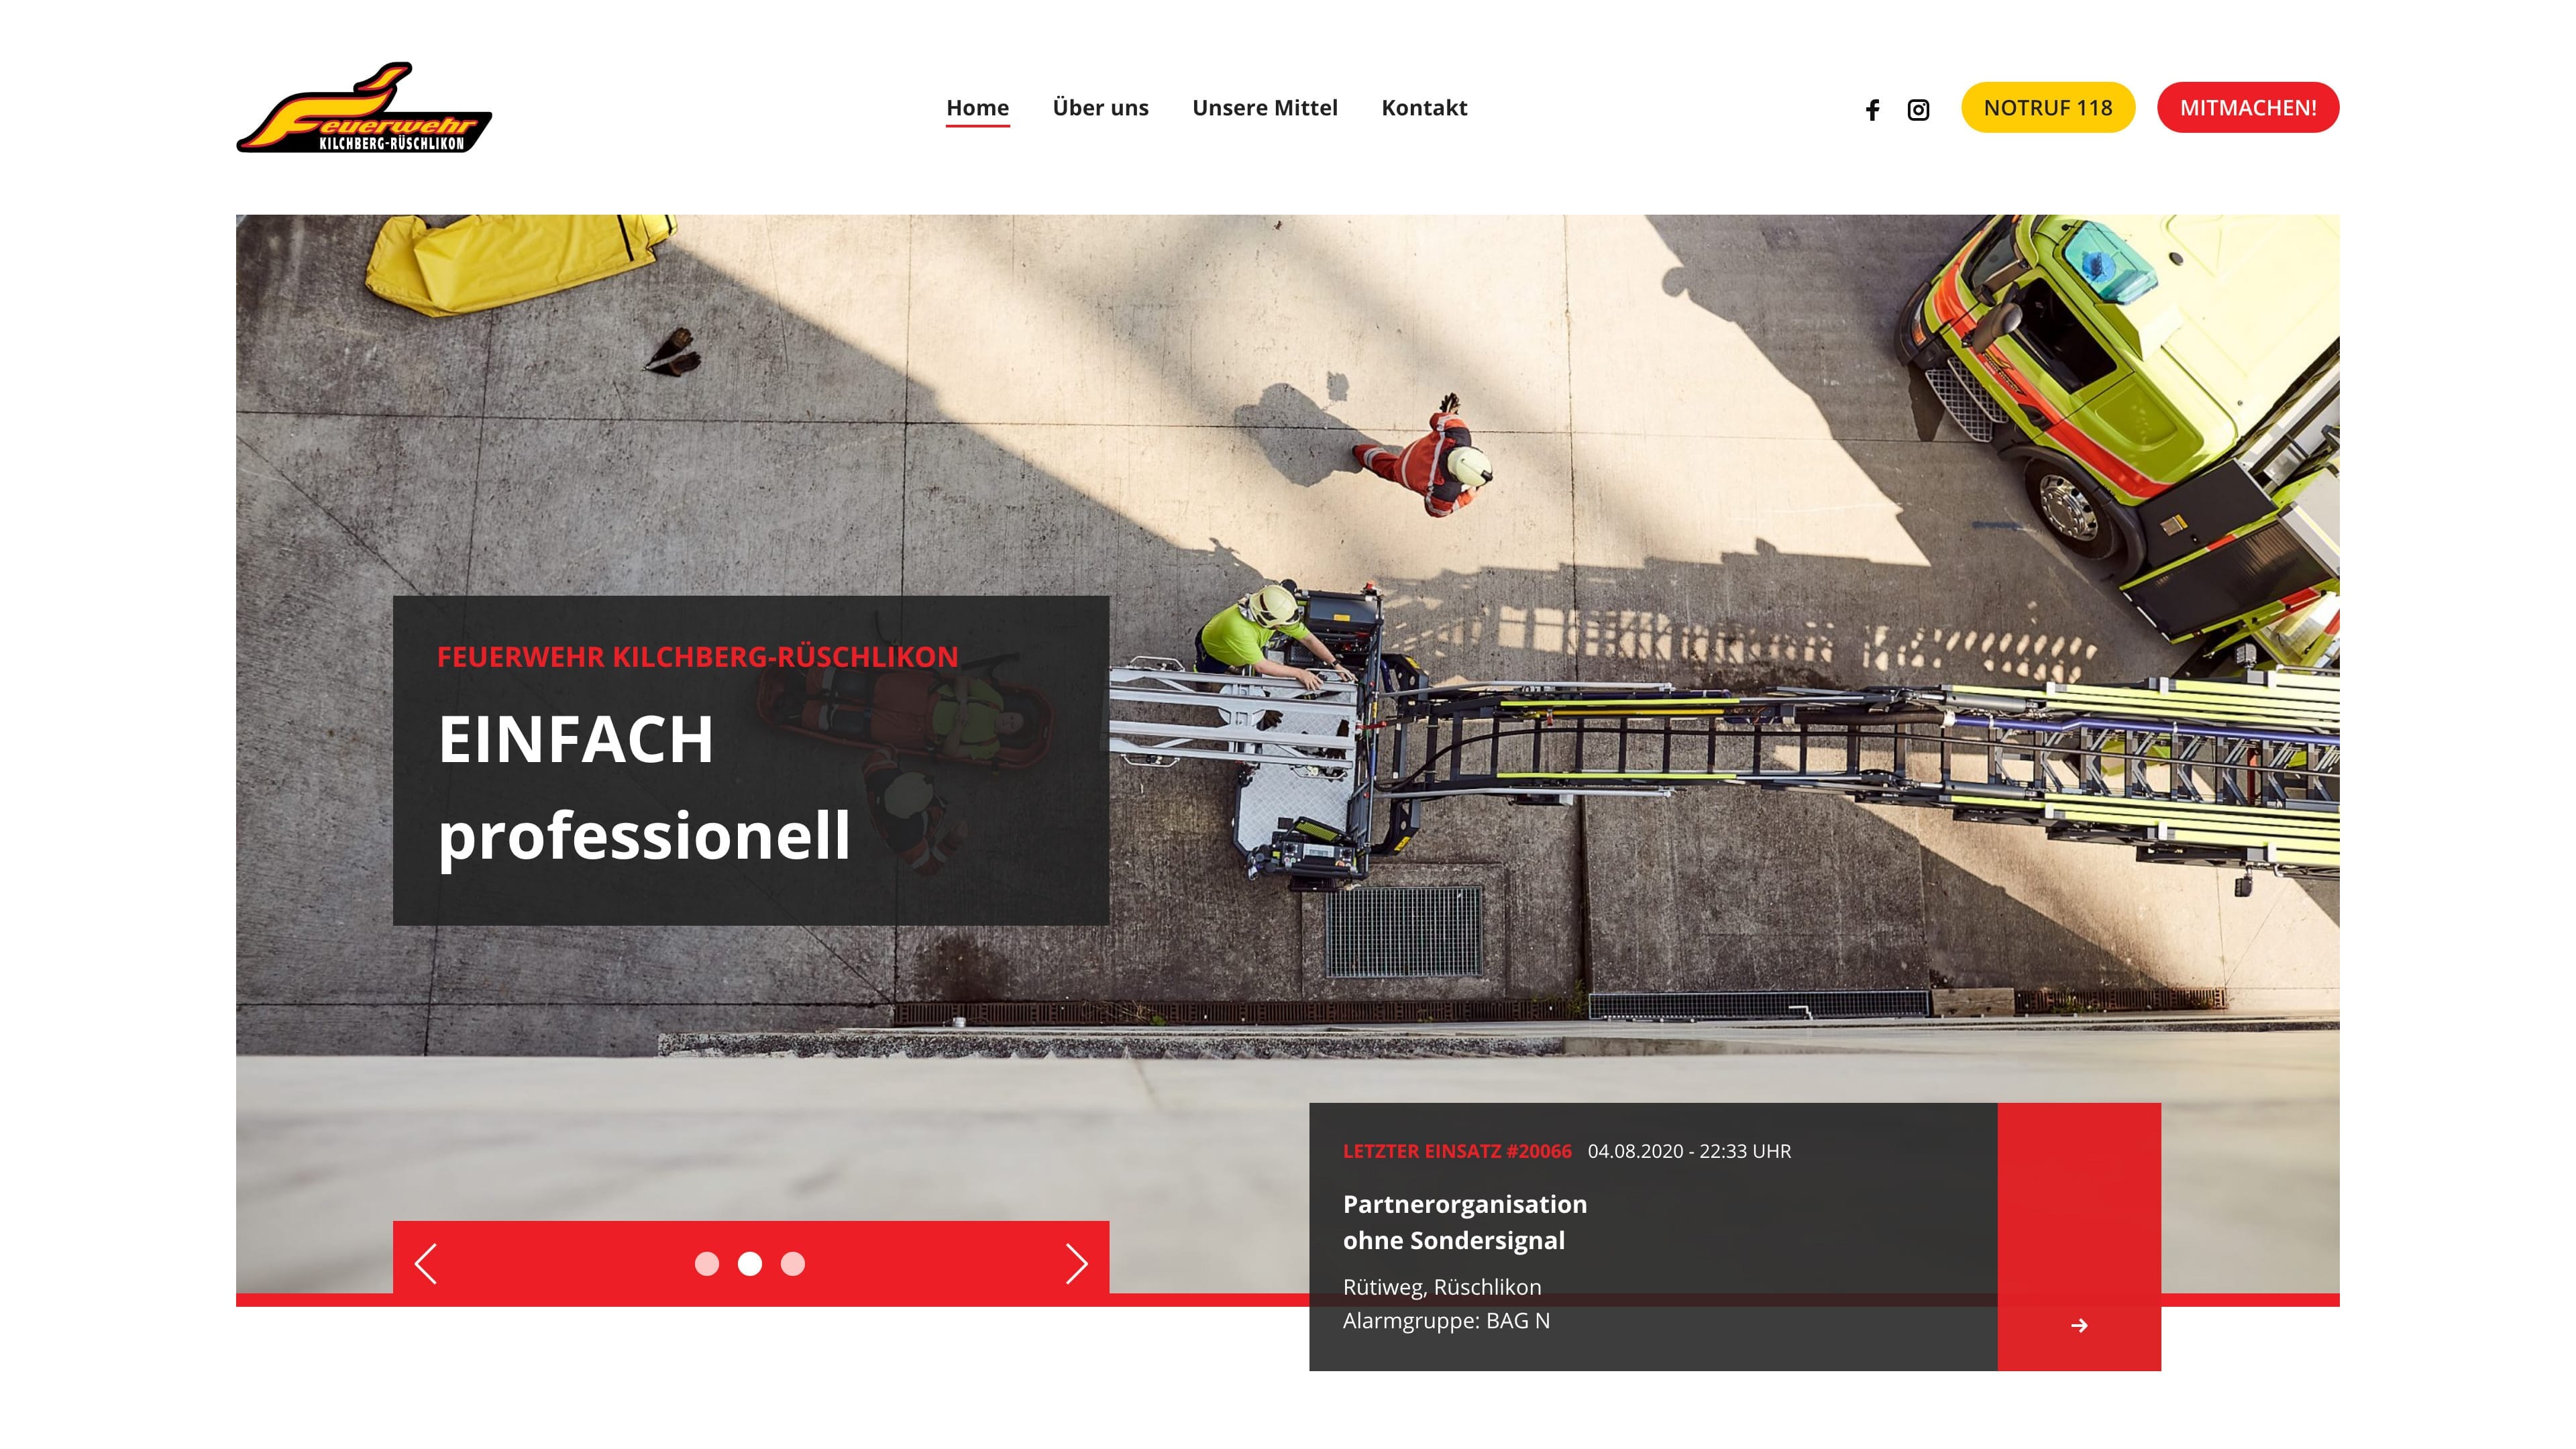 Feuerwehr
KILCHBERG-RÜSCHLIKON
Home Über uns Unsere Mittel Kontakt
NOTRUF 118 MITMACHEN!
FEUERWEHR KILCHBERG-RÜSCHLIKON
EINFACH
professionell
LETZTER EINSATZ #20066 04.08.2020 - 22:33 UHR
Partnerorganisation
ohne Sondersignal
Rütiweg, Rüschlikon
Alarmgruppe: BAG N